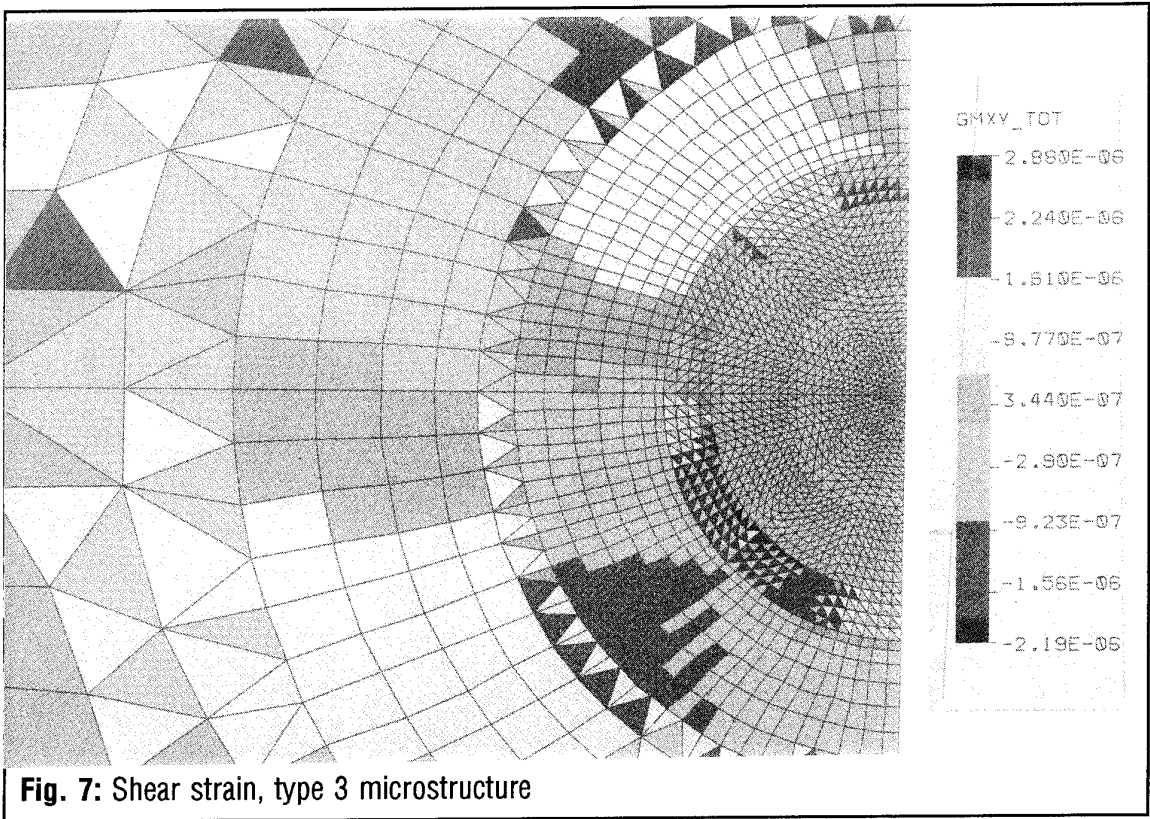 GMXY_TOT
2.880E-06
2.240E-06
1.610E-06
9.770E-07
3.440E-07
-2.90E-07
-9.23E-07
-1.56E-06
-2.19E-06
Fig. 7: Shear strain, type 3 microstructure